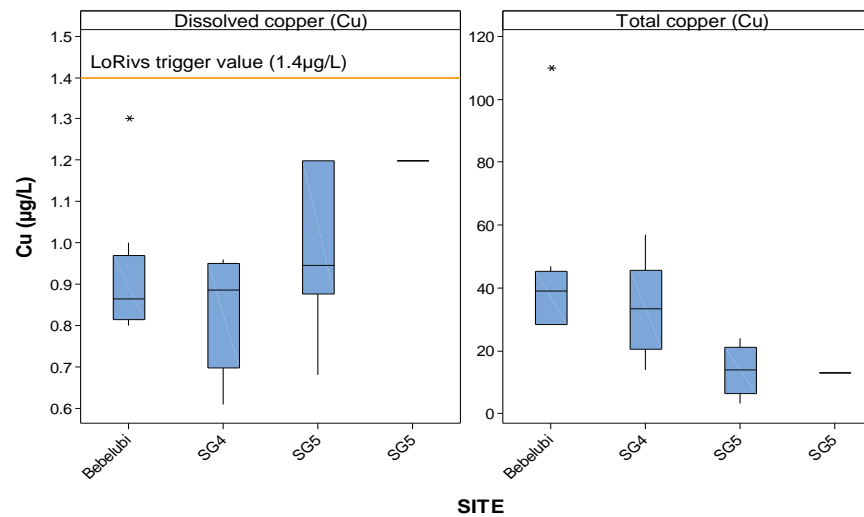 Dissolved copper (Cu)
Total copper (Cu)
1.5
1.4
1.3
1.2
1.1
1.0
0.9
0.8
0.7
0.6
LoRivs trigger value (1.4µg/L)
*
120
100
80
60
40
20
0
*
Cu (µg/L)
Bebelubi
SG4
SG5
SG5
Bebelubi
SG4
SG5
SG5
SITE